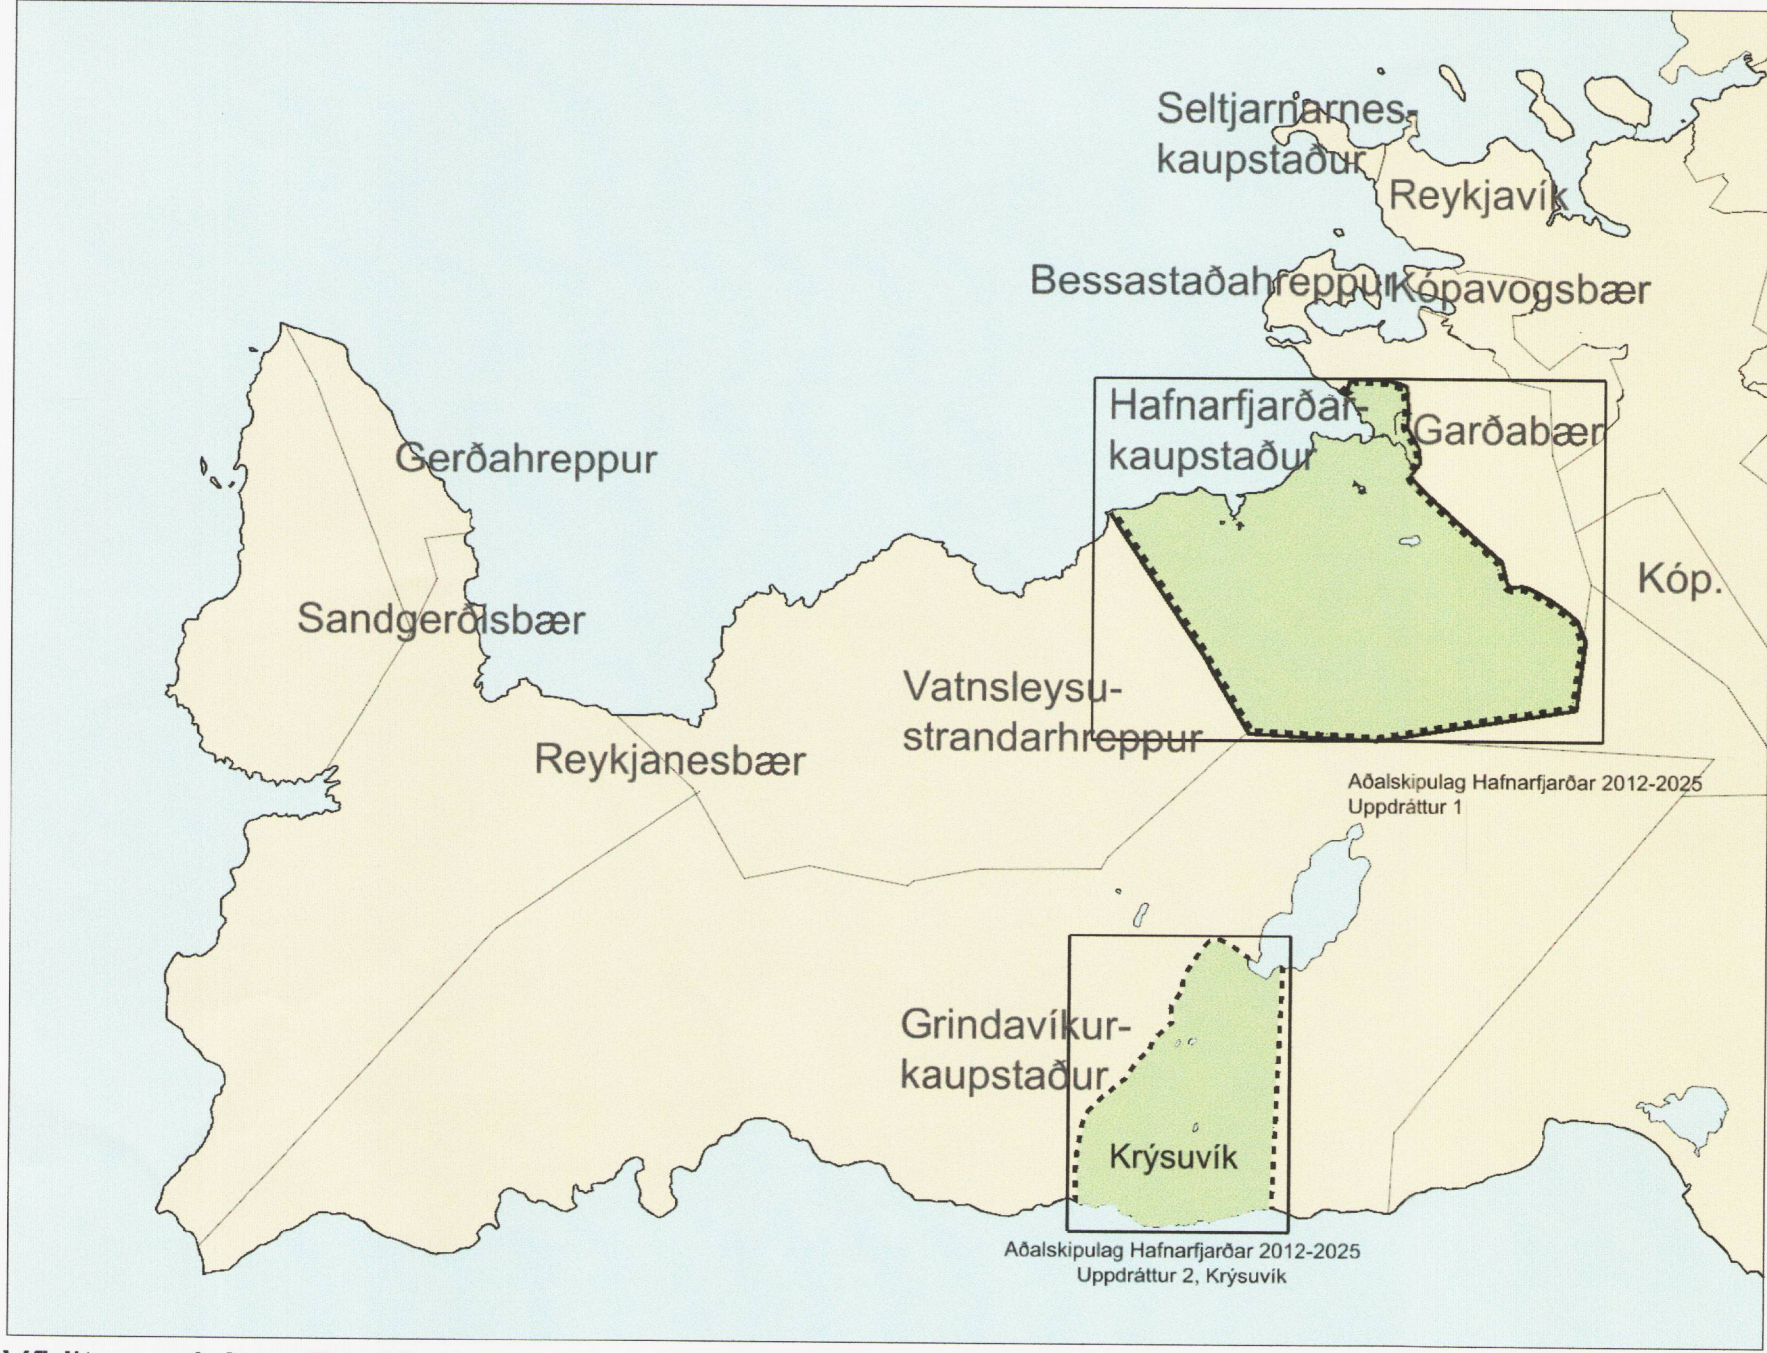 Seltjarnarnes-
kaupstaður
Reykjavík
Bessastaðahreppur
Kópavogsbær
Hafnarfjarðar-
kaupstaður
Garðabær
Gerðahreppur
Kóp.
Sandgerðisbær
Vatnsleysu-
strandarhreppur
Reykjanesbær
Aðalskipulag Hafnarfjarðar 2012-2025
Uppdráttur 1
Grindavíkur-
kaupstaður
Krýsuvík
Aðalskipulag Hafnarfjarðar 2012-2025
Uppdráttur 2, Krýsuvik